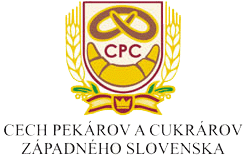 CPC
CECH PEKÁROV A CUKRÁROV
ZÁPADNÉHO SLOVENSKA